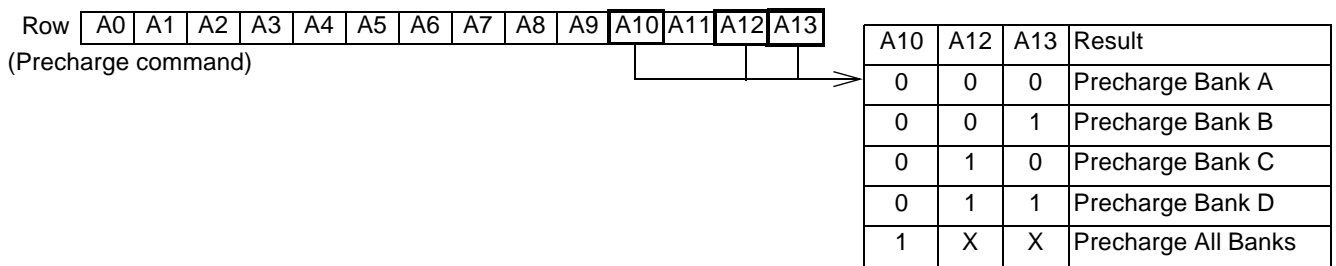 Row A0 A1 A2 A3 A4 A5 A6 A7 A8 A9 A10 A11 A12 A13
(Precharge command)
A10 A12 A13 Result
0 0 0 Precharge Bank A
0 0 1 Precharge Bank B
0 1 0 Precharge Bank C
0 1 1 Precharge Bank D
1 X X Precharge All Banks